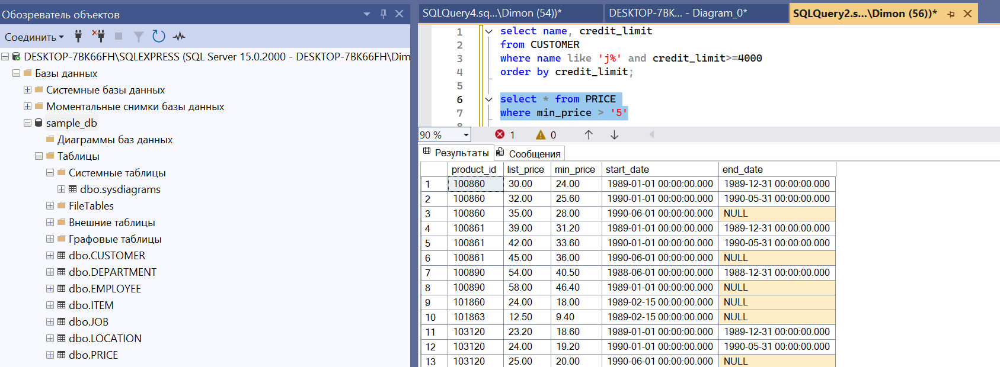 Обозреватель объектов
Соединить
DESKTOP-7BK66FH\SQLEXPRESS (SQL Server 15.0.2000 - DESKTOP-7BK66FH\Dim
Базы данных
Системные базы данных
Моментальные снимки базы данных
sample_db
Диаграммы баз данных
Таблицы
Системные таблицы
dbo.sysdiagrams
FileTables
Внешние таблицы
Графовые таблицы
dbo.CUSTOMER
dbo.DEPARTMENT
dbo.EMPLOYEE
dbo.ITEM
dbo.JOB
dbo.LOCATION
dbo.PRICE
SQLQuery4.sq...\Dimon (54))* DESKTOP-7BK... - Diagram_0* SQLQuery2.s...\Dimon (56))*
1 select name, credit_limit
2 from CUSTOMER
3 where name like 'j%' and credit_limit>=4000
4 order by credit_limit;
5
6 select * from PRICE
7 where min_price > '5'
8
90 % 1 0
Результаты Сообщения
product_id list_price min_price start_date end_date
1 100860 30.00 24.00 1989-01-01 00:00:00.000 1989-12-31 00:00:00.000
2 100860 32.00 25.60 1990-01-01 00:00:00.000 1990-05-31 00:00:00.000
3 100860 35.00 28.00 1990-06-01 00:00:00.000 NULL
4 100861 39.00 31.20 1989-01-01 00:00:00.000 1989-12-31 00:00:00.000
5 100861 42.00 33.60 1990-01-01 00:00:00.000 1990-05-31 00:00:00.000
6 100861 45.00 36.00 1990-06-01 00:00:00.000 NULL
7 100890 54.00 40.50 1988-06-01 00:00:00.000 1988-12-31 00:00:00.000
8 100890 58.00 46.40 1989-01-01 00:00:00.000 NULL
9 101860 24.00 18.00 1989-02-15 00:00:00.000 NULL
10 101863 12.50 9.40 1989-02-15 00:00:00.000 NULL
11 103120 23.20 18.60 1989-01-01 00:00:00.000 1989-12-31 00:00:00.000
12 103120 24.00 19.20 1990-01-01 00:00:00.000 1990-05-31 00:00:00.000
13 103120 25.00 20.00 1990-06-01 00:00:00.000 NULL